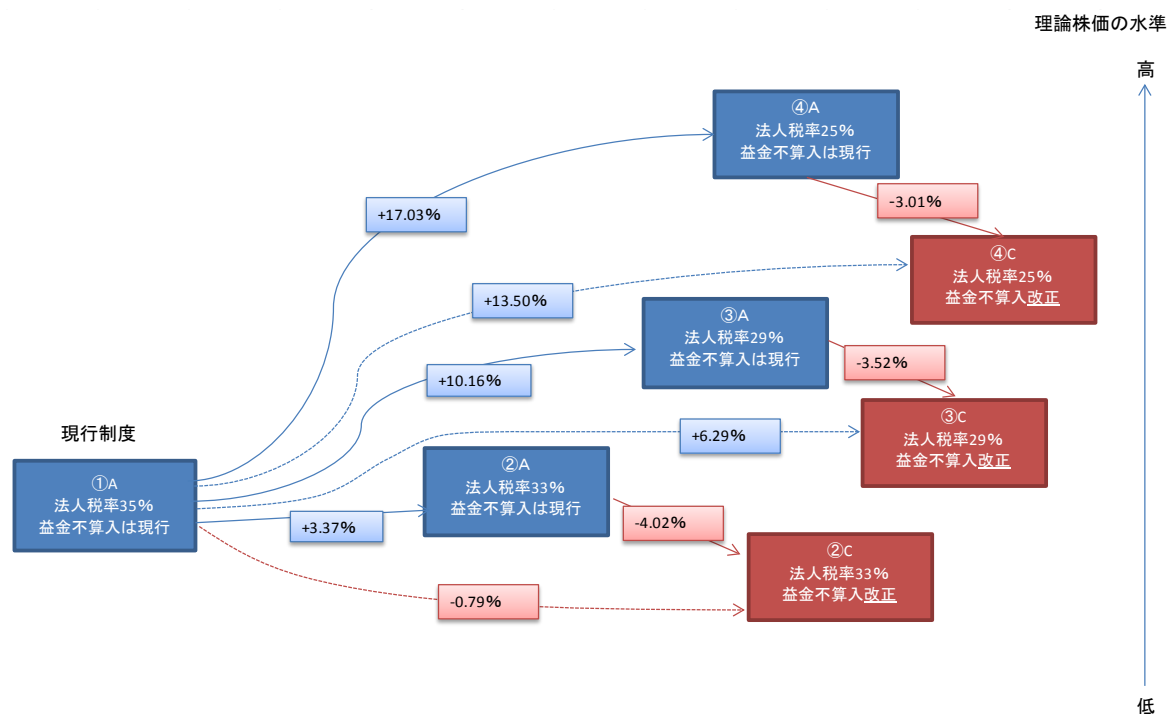 理論株価の水準
高
④A
法人税率25%
益金不算入は現行
-3.01%
+17.03%
④C
法人税率25%
益金不算入改正
+13.50%
③A
法人税率29%
益金不算入は現行
-3.52%
+10.16%
③C
法人税率29%
益金不算入改正
+6.29%
現行制度
①A
法人税率35%
益金不算入は現行
②A
法人税率33%
益金不算入は現行
+3.37%
-4.02%
②C
法人税率33%
益金不算入改正
-0.79%
低